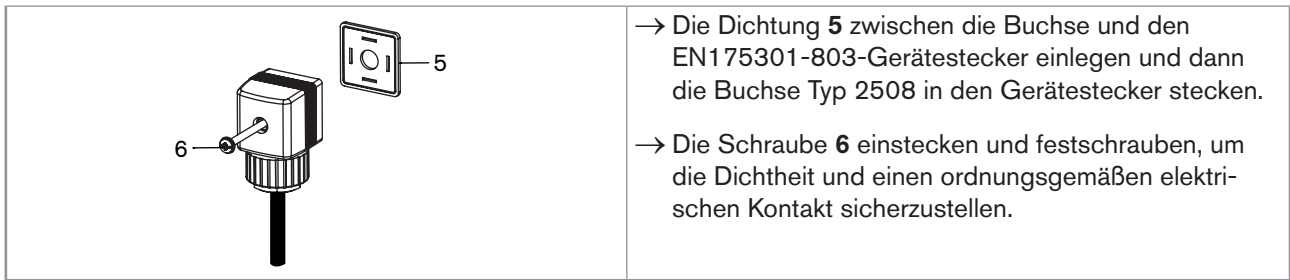 5
6
→ Die Dichtung 5 zwischen die Buchse und den
EN175301-803-Gerätestecker einlegen und dann
die Buchse Typ 2508 in den Gerätestecker stecken.
→ Die Schraube 6 einstecken und festschrauben, um
die Dichtheit und einen ordnungsgemäßen elektri-
schen Kontakt sicherzustellen.